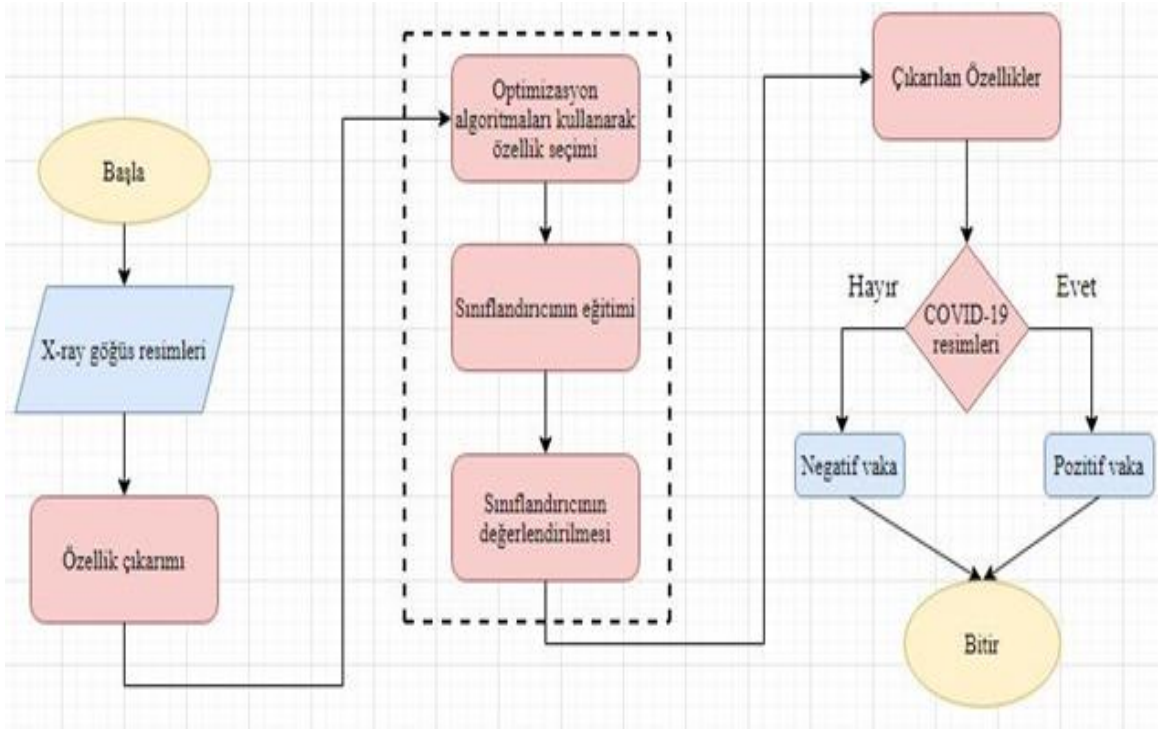 Başla
X-ray göğüs resimleri
Özellik çıkarımı
Optimizasyon
algoritmaları kullanarak
özellik seçimi
Sınıflandırıcının eğitimi
Sınıflandırıcının
değerlendirilmesi
Çıkarılan Özellikler
Hayır
Evet
COVID-19
resimleri
Negatif vaka
Pozitif vaka
Bitir